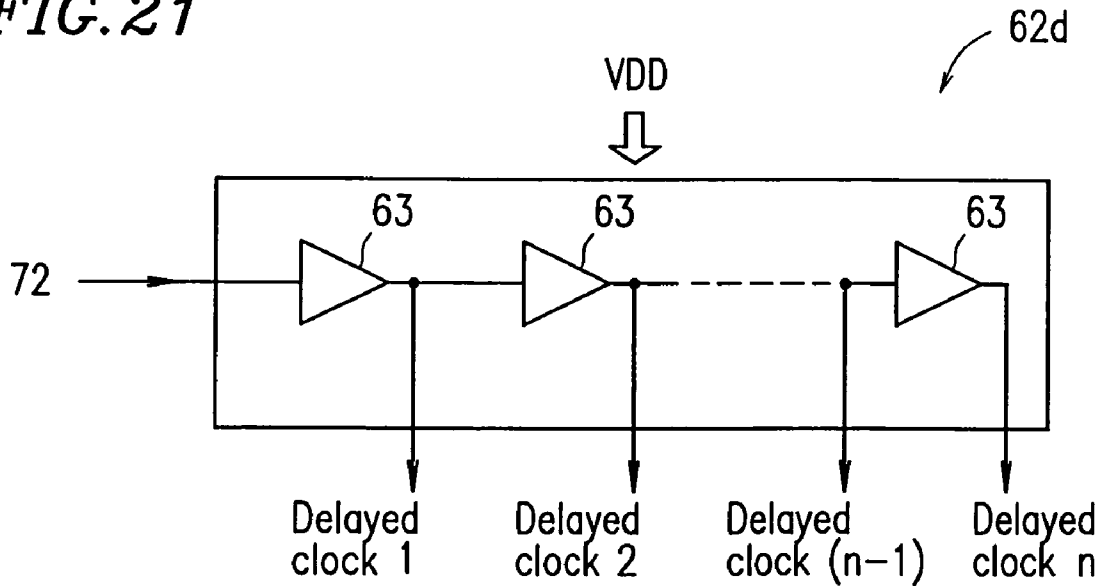 FIG. 21
62d
VDD
63
63
63
72
Delayed clock 1
Delayed clock 2
Delayed clock (n-1)
Delayed clock n